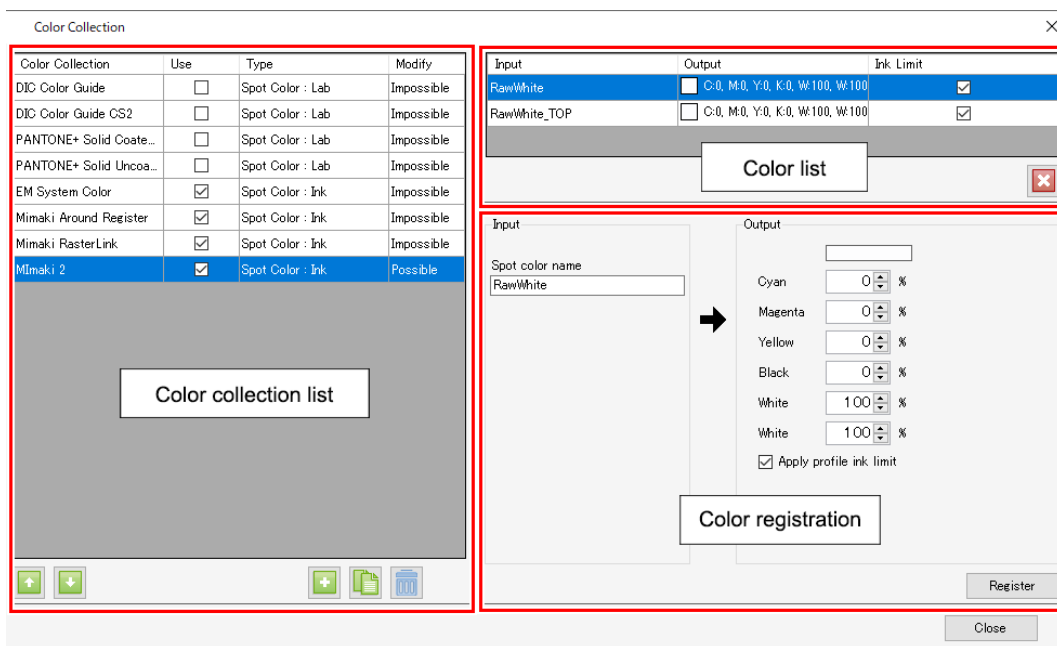 Color Collection
Color Collection Use Type Modify
DIC Color Guide Spot Color : Lab Impossible
DIC Color Guide CS2 Spot Color : Lab Impossible
PANTONE+ Solid Coate... Spot Color : Lab Impossible
PANTONE+ Solid Uncoa... Spot Color : Lab Impossible
EM System Color Spot Color : Ink Impossible
Mimaki Around Register Spot Color : Ink Impossible
Mimaki RasterLink Spot Color : Ink Impossible
MImaki 2 Spot Color : Ink Possible
Color collection list
Input Output Ink Limit
RawWhite C:0, M:0, Y:0, K:0, W:100, W:100
RawWhite_TOP C:0, M:0, Y:0, K:0, W:100, W:100
Color list
Input
Spot color name
RawWhite
Output
Cyan 0 %
Magenta 0 %
Yellow 0 %
Black 0 %
White 100 %
White 100 %
Apply profile ink limit
Color registration
Register
Close